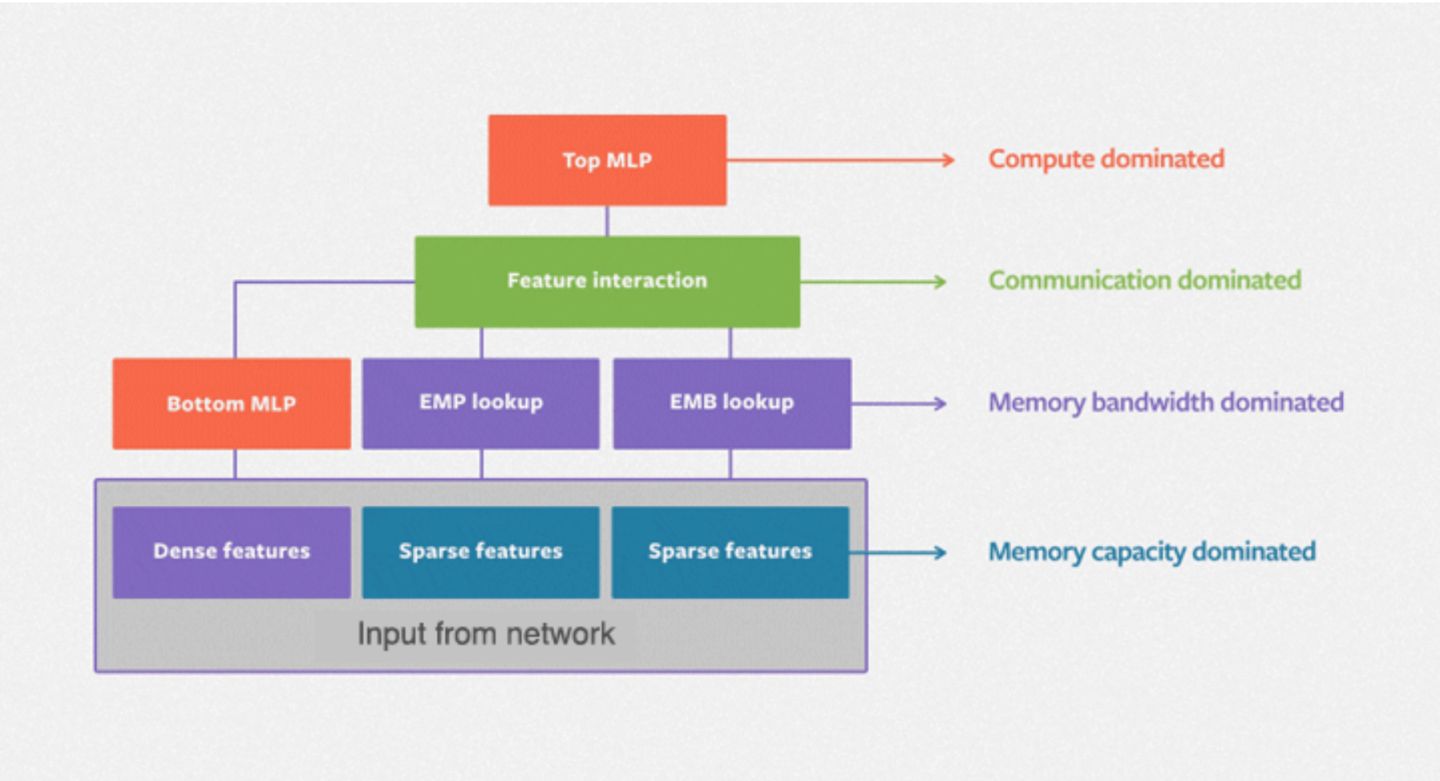 Top MLP
Compute dominated
Feature interaction
Communication dominated
Bottom MLP
EMP lookup
EMB lookup
Memory bandwidth dominated
Dense features
Sparse features
Sparse features
Memory capacity dominated
Input from network